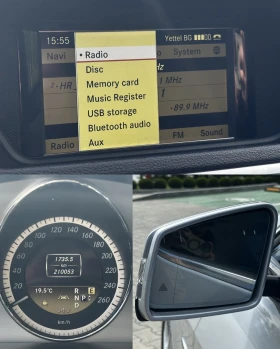 15:55 Yettel BG
Navi • Radio System
Disc
Memory card MHz
Music Register
USB storage -89.9 MHz
Bluetooth audio
Radio Aux FM Sound
100 120 140 160
80 180
60 200
40 220
20 240
260
1735.5
km
210053
19.5°C R E
N P
D
km/h